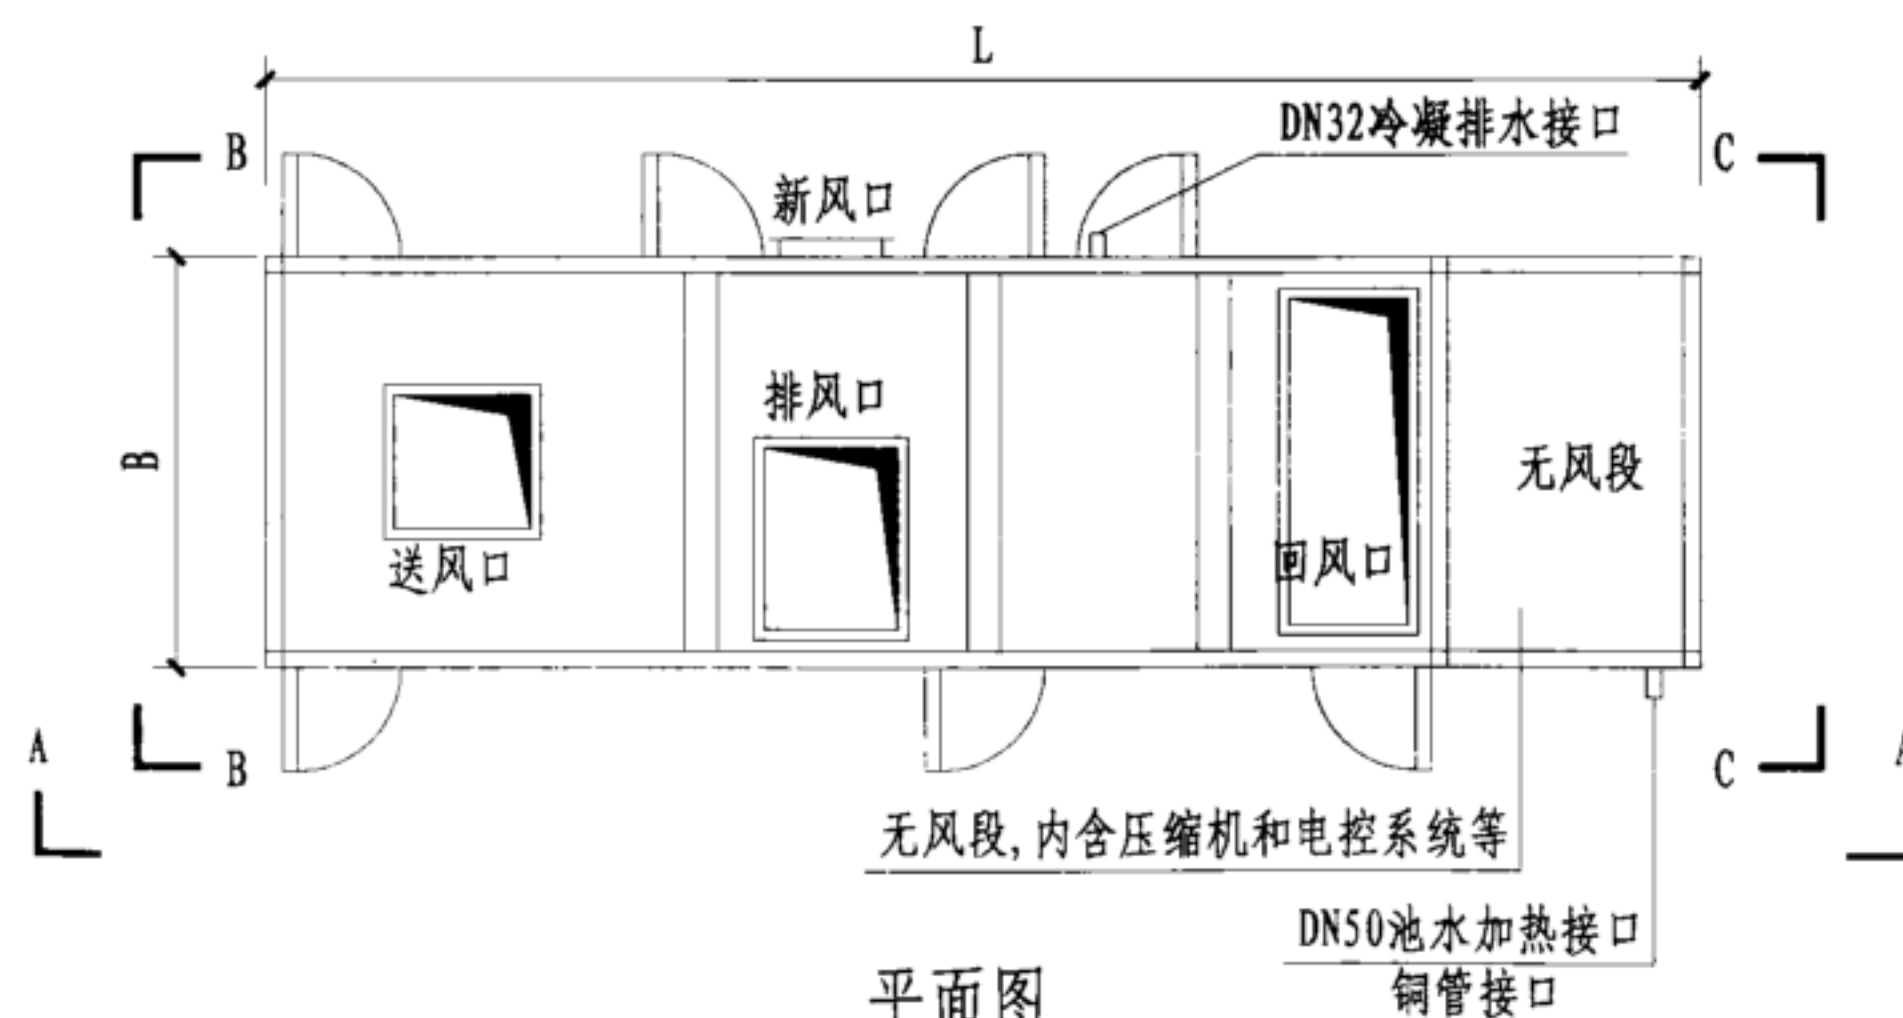 L
DN32冷凝排水接口
B
C
新风口
排风口
B
无风段
回风口
送风口
A
B
C
A
无风段,内含压缩机和电控系统等
DN50池水加热接口
铜管接口
平面图